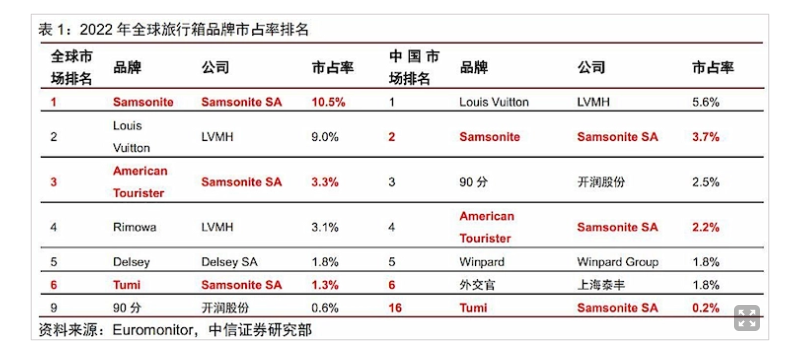 表 1：2022 年全球旅行箱品牌市占率排名
全球市场排名 品牌 公司 市占率 中国市场排名 品牌 公司 市占率
1 Samsonite Samsonite SA 10.5% 1 Louis Vuitton LVMH 5.6%
2 Louis Vuitton LVMH 9.0% 2 Samsonite Samsonite SA 3.7%
3 American Tourister Samsonite SA 3.3% 3 90 分 开润股份 2.5%
4 Rimowa LVMH 3.1% 4 American Tourister Samsonite SA 2.2%
5 Delsey Delsey SA 1.8% 5 Winpard Winpard Group 1.8%
6 Tumi Samsonite SA 1.3% 6 外交官 上海泰丰 1.8%
9 90 分 开润股份 0.6% 16 Tumi Samsonite SA 0.2%
资料来源：Euromonitor，中信证券研究部